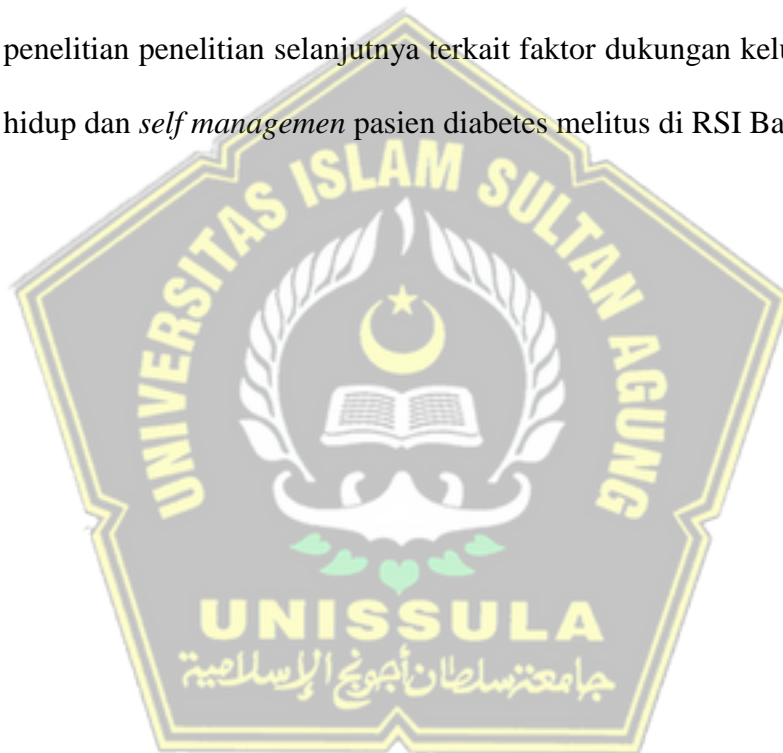 penelitian penelitian selanjutnya terkait faktor dukungan kelu
hidup dan self managemen pasien diabetes melitus di RSI Ba
UNIVERSITAS ISLAM SULTAN AGUNG
UNISSULA
جامعة سلطان أجونج الإسلامية